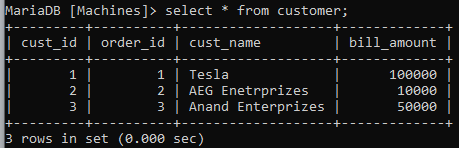 MariaDB [Machines]> select * from customer;
+---------+----------+-------------------+-------------+
| cust_id | order_id | cust_name         | bill_amount |
+---------+----------+-------------------+-------------+
|       1 |        1 | Tesla             |      100000 |
|       2 |        2 | AEG Enetrprizes   |       10000 |
|       3 |        3 | Anand Enterprizes |       50000 |
+---------+----------+-------------------+-------------+
3 rows in set (0.000 sec)